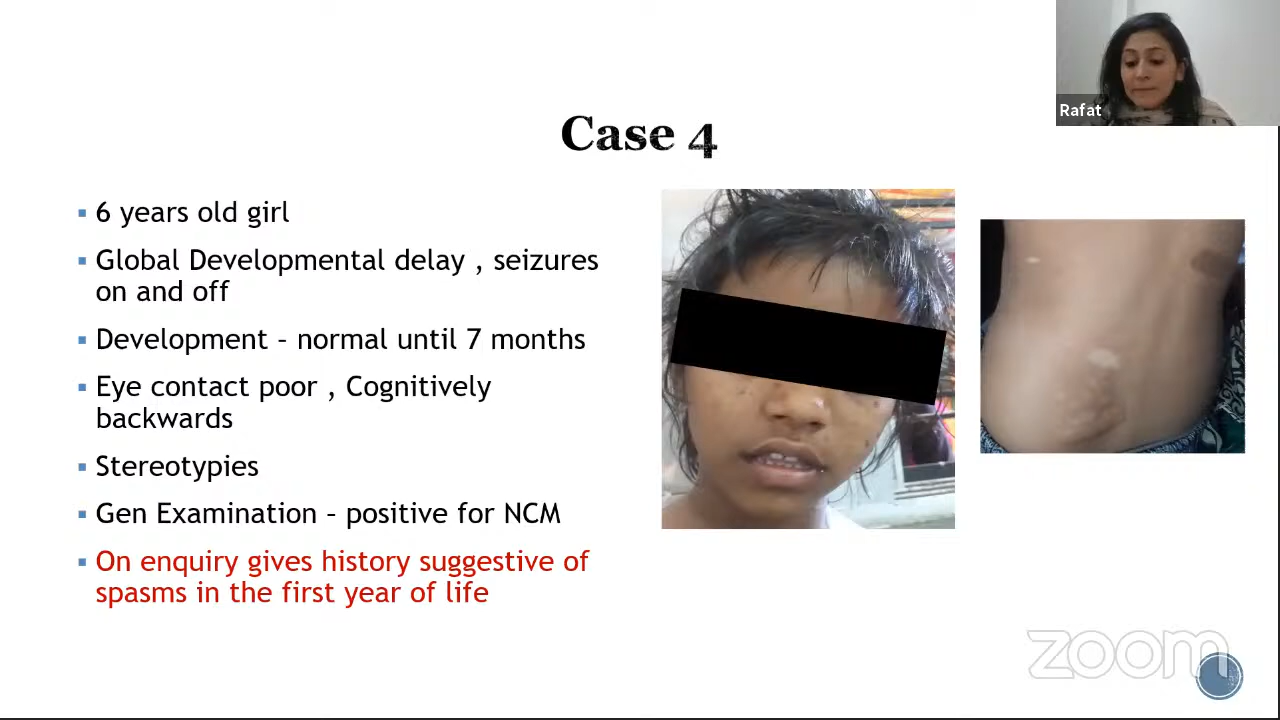 Rafat
Case 4
6 years old girl
Global Developmental delay , seizures
on and off
Development – normal until 7 months
Eye contact poor , Cognitively
backwards
Stereotypies
Gen Examination – positive for NCM
On enquiry gives history suggestive of
spasms in the first year of life
zoom